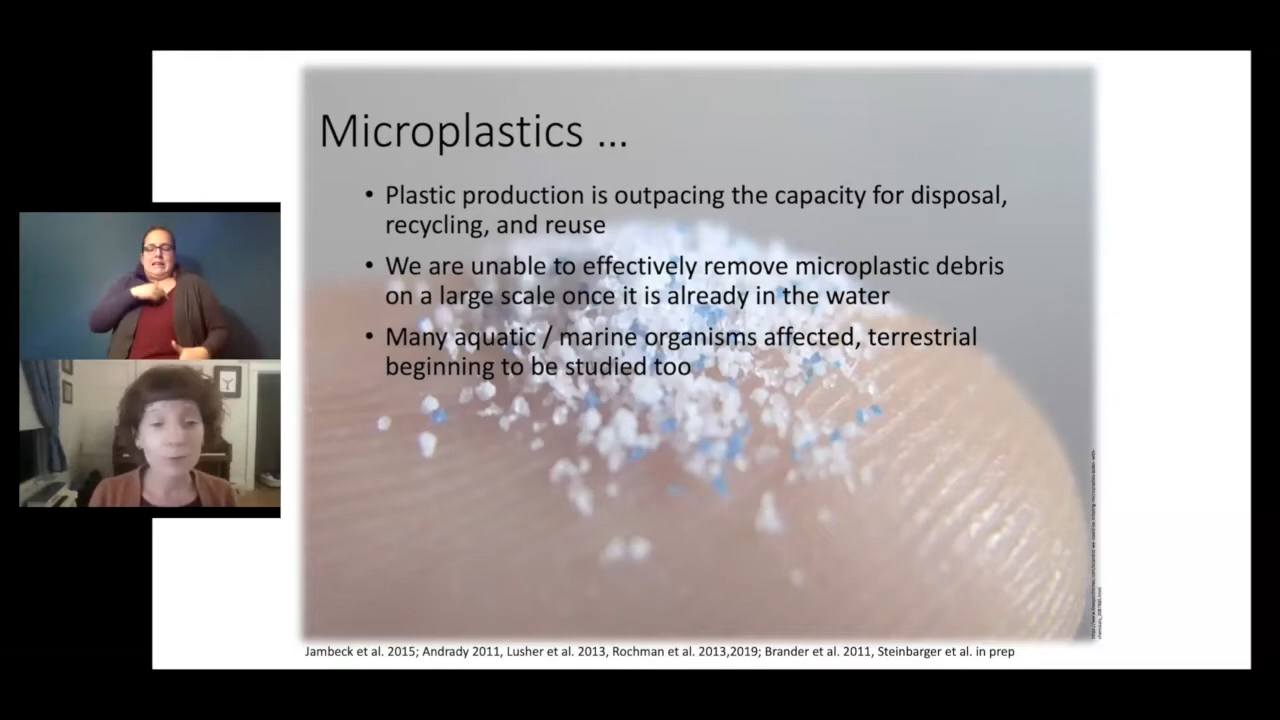 Microplastics ...
• Plastic production is outpacing the capacity for disposal,
recycling, and reuse
• We are unable to effectively remove microplastic debris
on a large scale once it is already in the water
• Many aquatic / marine organisms affected, terrestrial
beginning to be studied too
Jambeck et al. 2015; Andrady 2011, Lusher et al. 2013, Rochman et al. 2013,2019; Brander et al. 2011, Steinbarger et al. in prep